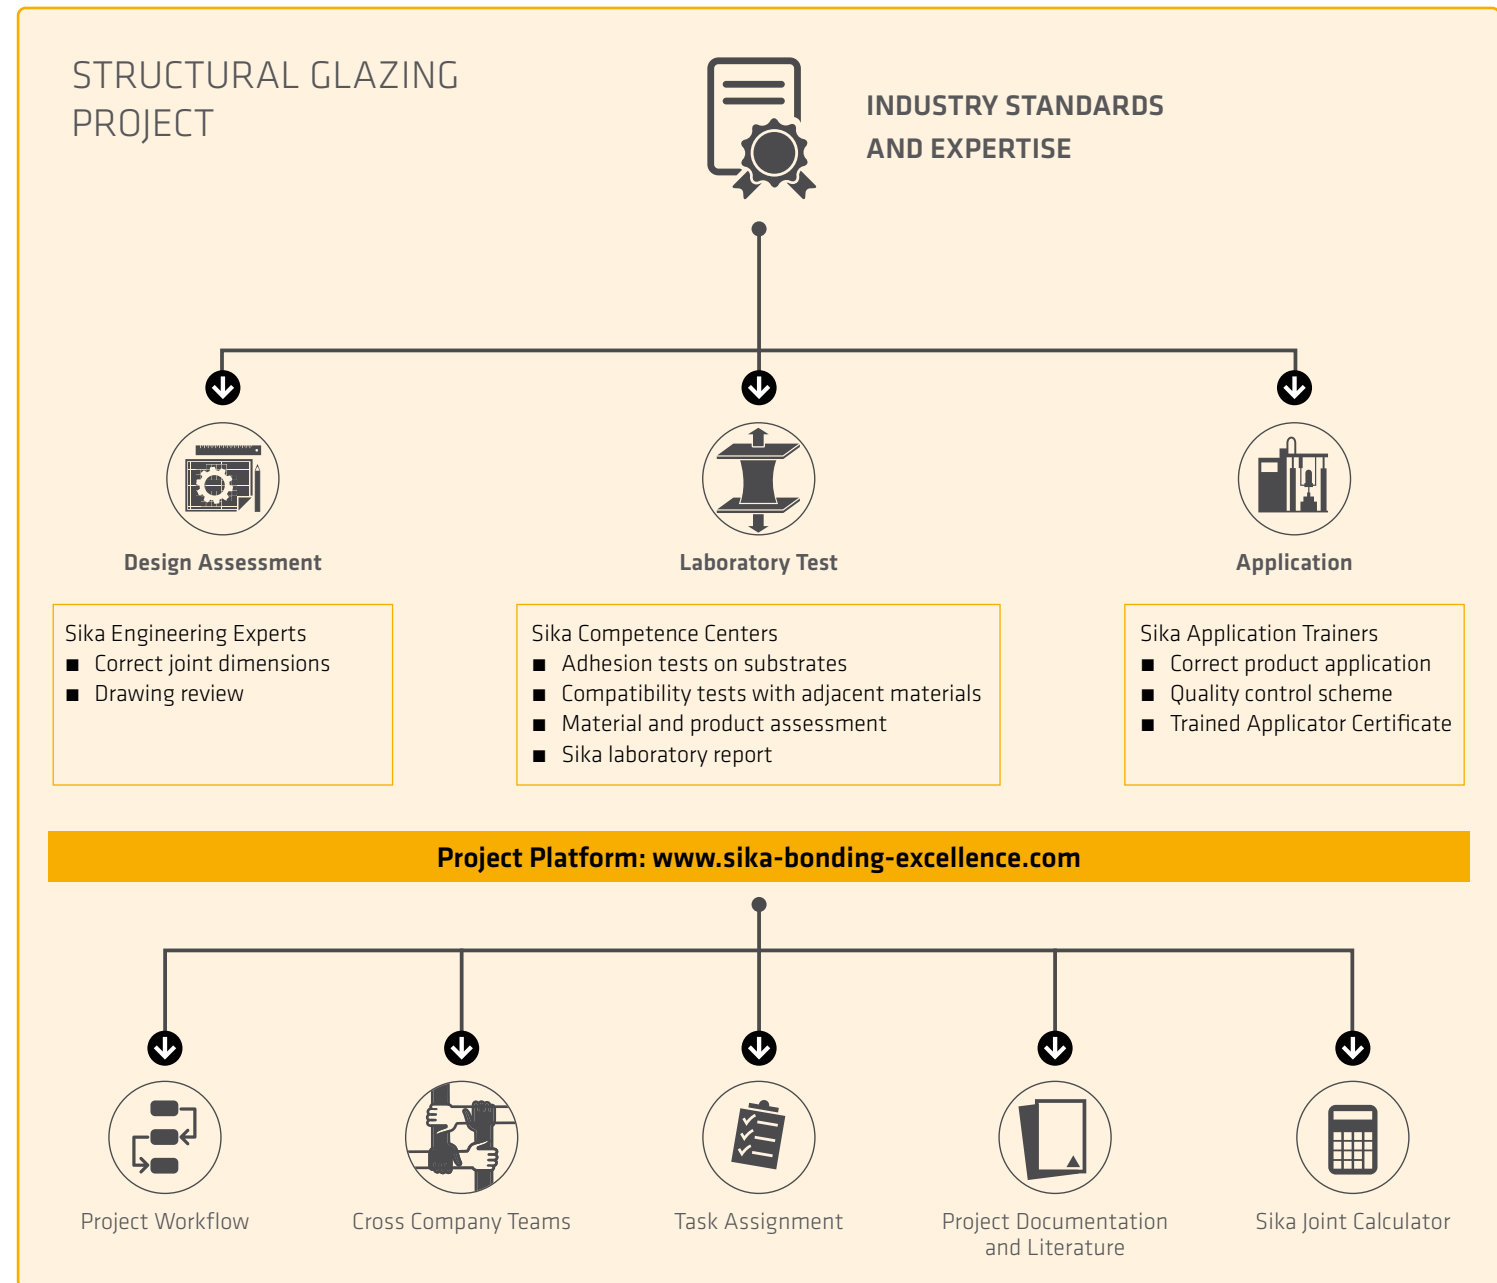 STRUCTURAL GLAZING
PROJECT
INDUSTRY STANDARDS
AND EXPERTISE
Design Assessment
Laboratory Test
Application
Sika Engineering Experts
■ Correct joint dimensions
■ Drawing review
Sika Competence Centers
■ Adhesion tests on substrates
■ Compatibility tests with adjacent materials
■ Material and product assessment
■ Sika laboratory report
Sika Application Trainers
■ Correct product application
■ Quality control scheme
■ Trained Applicator Certificate
Project Platform: www.sika-bonding-excellence.com
Project Workflow
Cross Company Teams
Task Assignment
Project Documentation
and Literature
Sika Joint Calculator